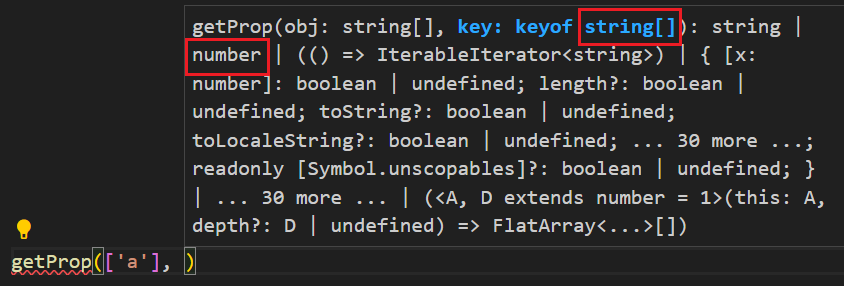 getProp(obj: string[], key: keyof string[]): string |
number | (() => IterableIterator<string>) | { [x:
number]: boolean | undefined; length?: boolean |
undefined; toString?: boolean | undefined;
toLocaleString?: boolean | undefined; ... 30 more ...;
readonly [Symbol.unscopables]?: boolean | undefined; }
| ... 30 more ... | (<A, D extends number = 1>(this: A,
depth?: D | undefined) => FlatArray<...>[])
getProp(['a'], )